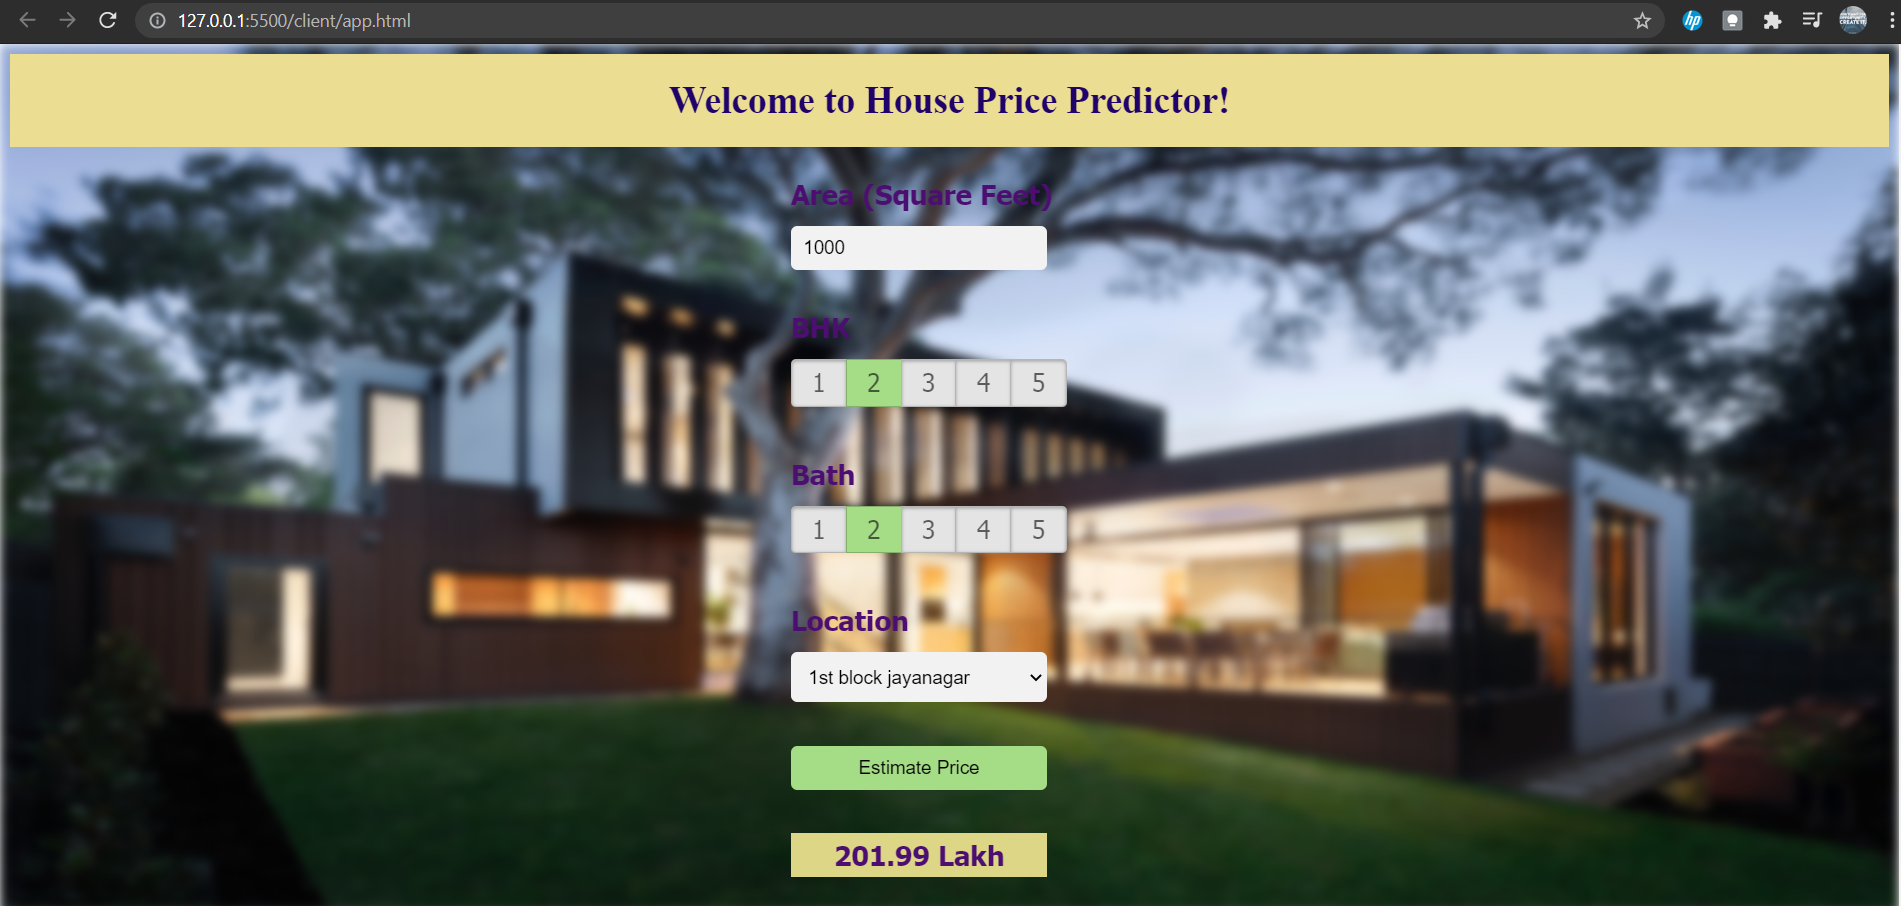 127.0.0.1:5500/client/app.html
hp
Welcome to House Price Predictor!
Area (Square Feet)
1000
BHK
1 2 3 4 5
Bath
1 2 3 4 5
Location
1st block jayanagar
Estimate Price
201.99 Lakh